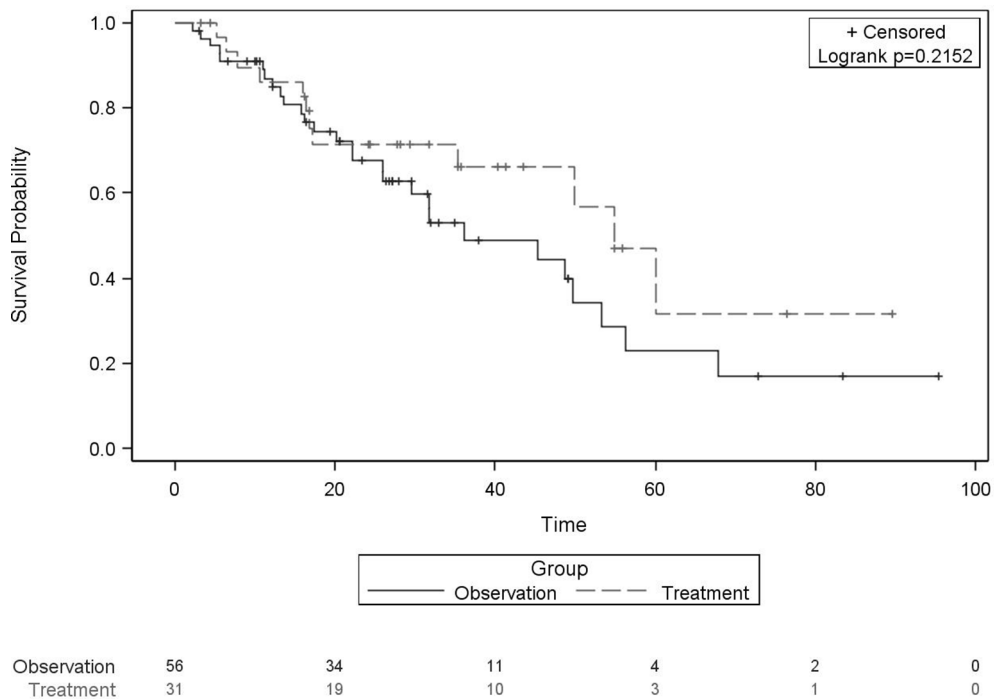 + Censored
Logrank p=0.2152
1.0
0.8
0.6
0.4
0.2
0.0
Survival Probability
0 20 40 60 80 100
Time
Group
Observation Treatment
Observation 56 34 11 4 2 0
Treatment 31 19 10 3 1 0